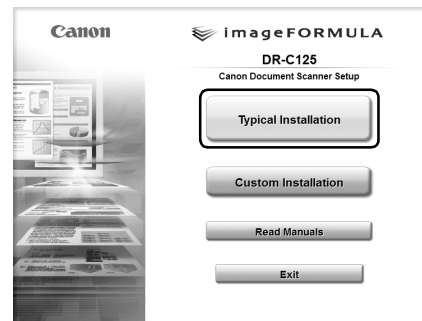 Canon
imageFORMULA
DR-C125
Canon Document Scanner Setup
Typical Installation
Custom Installation
Read Manuals
Exit